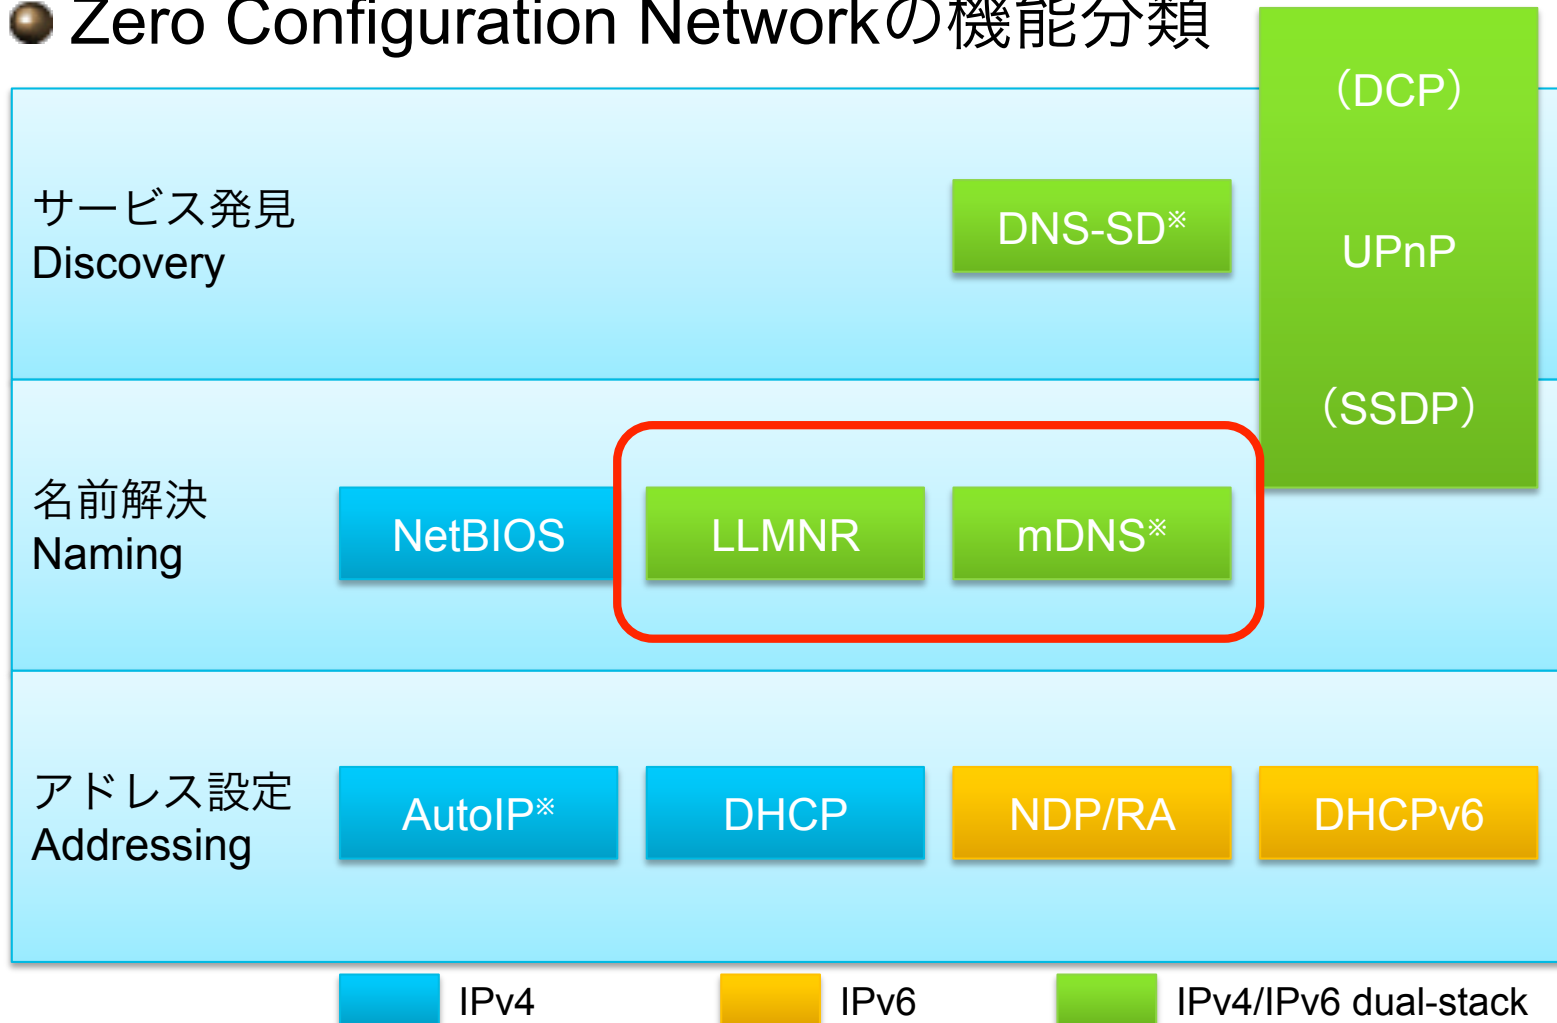 Zero Configuration Networkの機能分類
（DCP）
サービス発見
Discovery
DNS-SD※
UPnP
（SSDP）
名前解決
Naming
NetBIOS
LLMNR
mDNS※
アドレス設定
Addressing
AutoIP※
DHCP
NDP/RA
DHCPv6
IPv4
IPv6
IPv4/IPv6 dual-stack